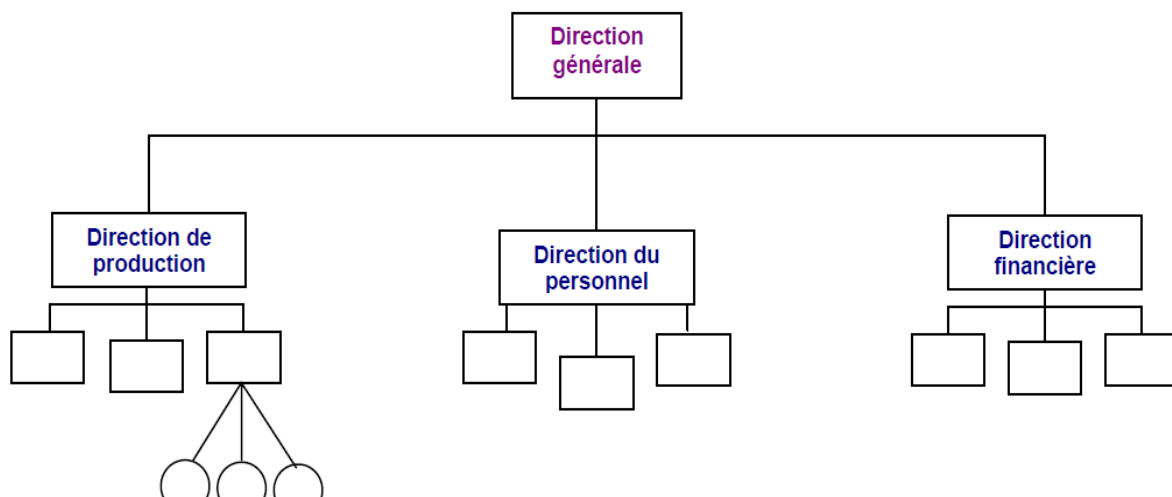 Direction
générale
Direction de
production
Direction du
personnel
Direction
financière